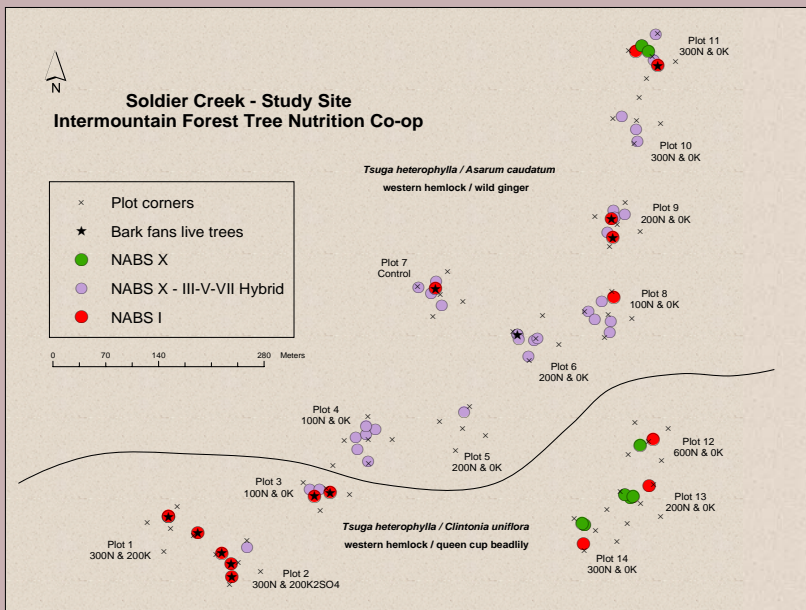 N
Soldier Creek - Study Site
Intermountain Forest Tree Nutrition Co-op
Plot corners
Bark fans live trees
NABS X
NABS X - III-V-VII Hybrid
NABS I
0 70 140 280 Meters
Tsuga heterophylla / Asarum caudatum
western hemlock / wild ginger
Plot 11
300N & 0K
Plot 10
300N & 0K
Plot 9
200N & 0K
Plot 7
Control
Plot 8
100N & 0K
Plot 6
200N & 0K
Plot 4
100N & 0K
Plot 5
200N & 0K
Plot 12
600N & 0K
Plot 3
100N & 0K
Plot 13
200N & 0K
Tsuga heterophylla / Clintonia uniflora
western hemlock / queen cup beadlily
Plot 1
300N & 200K
Plot 14
300N & 0K
Plot 2
300N & 200K2SO4